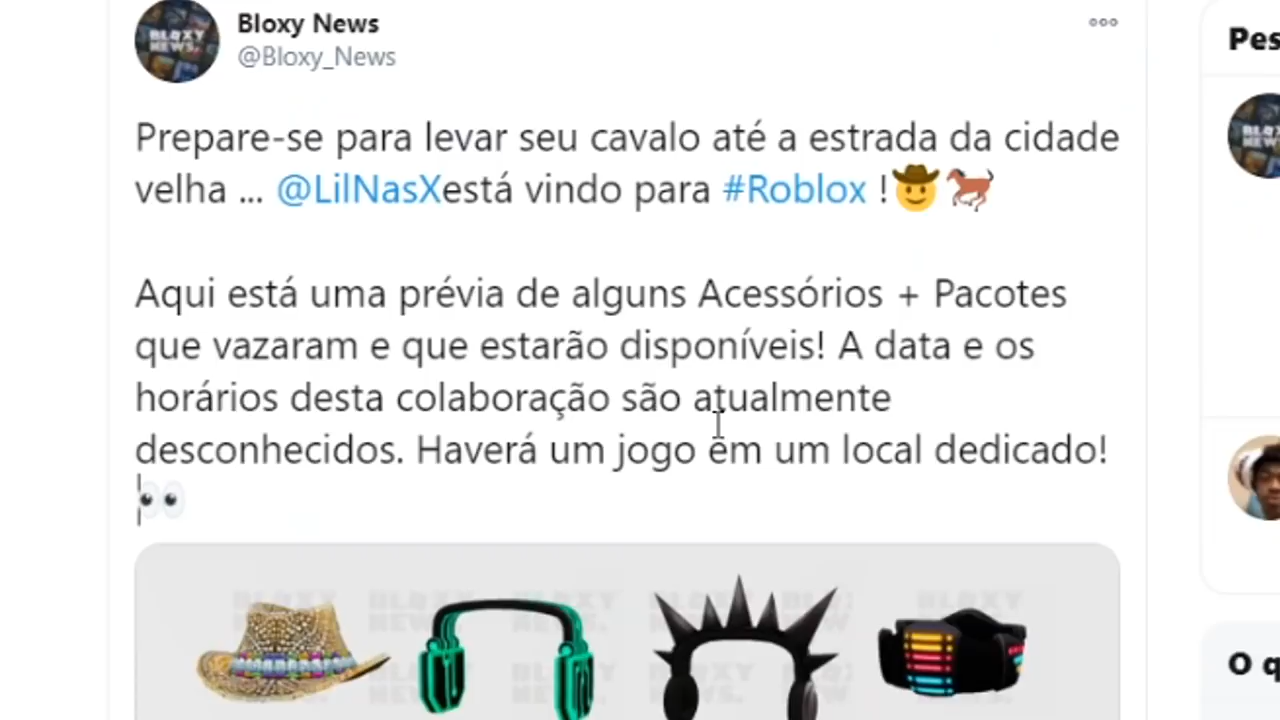 Bloxy News
@Bloxy_News
Pes
Prepare-se para levar seu cavalo até a estrada da cidade
velha ... @LilNasXestá vindo para #Roblox !🤠🐎
Aqui está uma prévia de alguns Acessórios + Pacotes
que vazaram e que estarão disponíveis! A data e os
horários desta colaboração são atualmente
desconhecidos. Haverá um jogo em um local dedicado!
👀
BLOXY NEWS.
O q